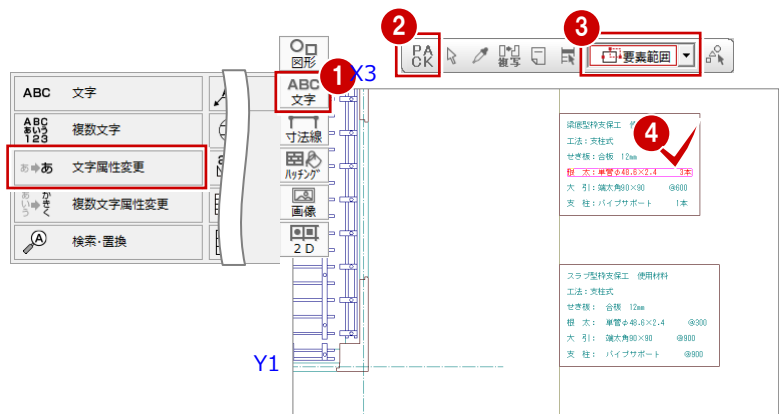 2
3
PACK
複写
要素範囲
図形
1
X3
ABC
文字
ABC 文字
ABC
あいう
123
複数文字
寸法線
あ⇒あ 文字属性変更
ハッチング
あいう⇒かきく 複数文字属性変更
画像
A 検索・置換
2D
Y1
梁底型枠支保工
4
工法：支柱式
せき板：合板 12mm
根 太：単管φ48.6×2.4 3本
大 引：端太角90×90 @600
支 柱：パイプサポート 1本
スラブ型枠支保工 使用材料
工法：支柱式
せき板： 合板 12mm
根 太： 単管φ48.6×2.4 @300
大 引： 端太角90×90 @900
支 柱： パイプサポート @900